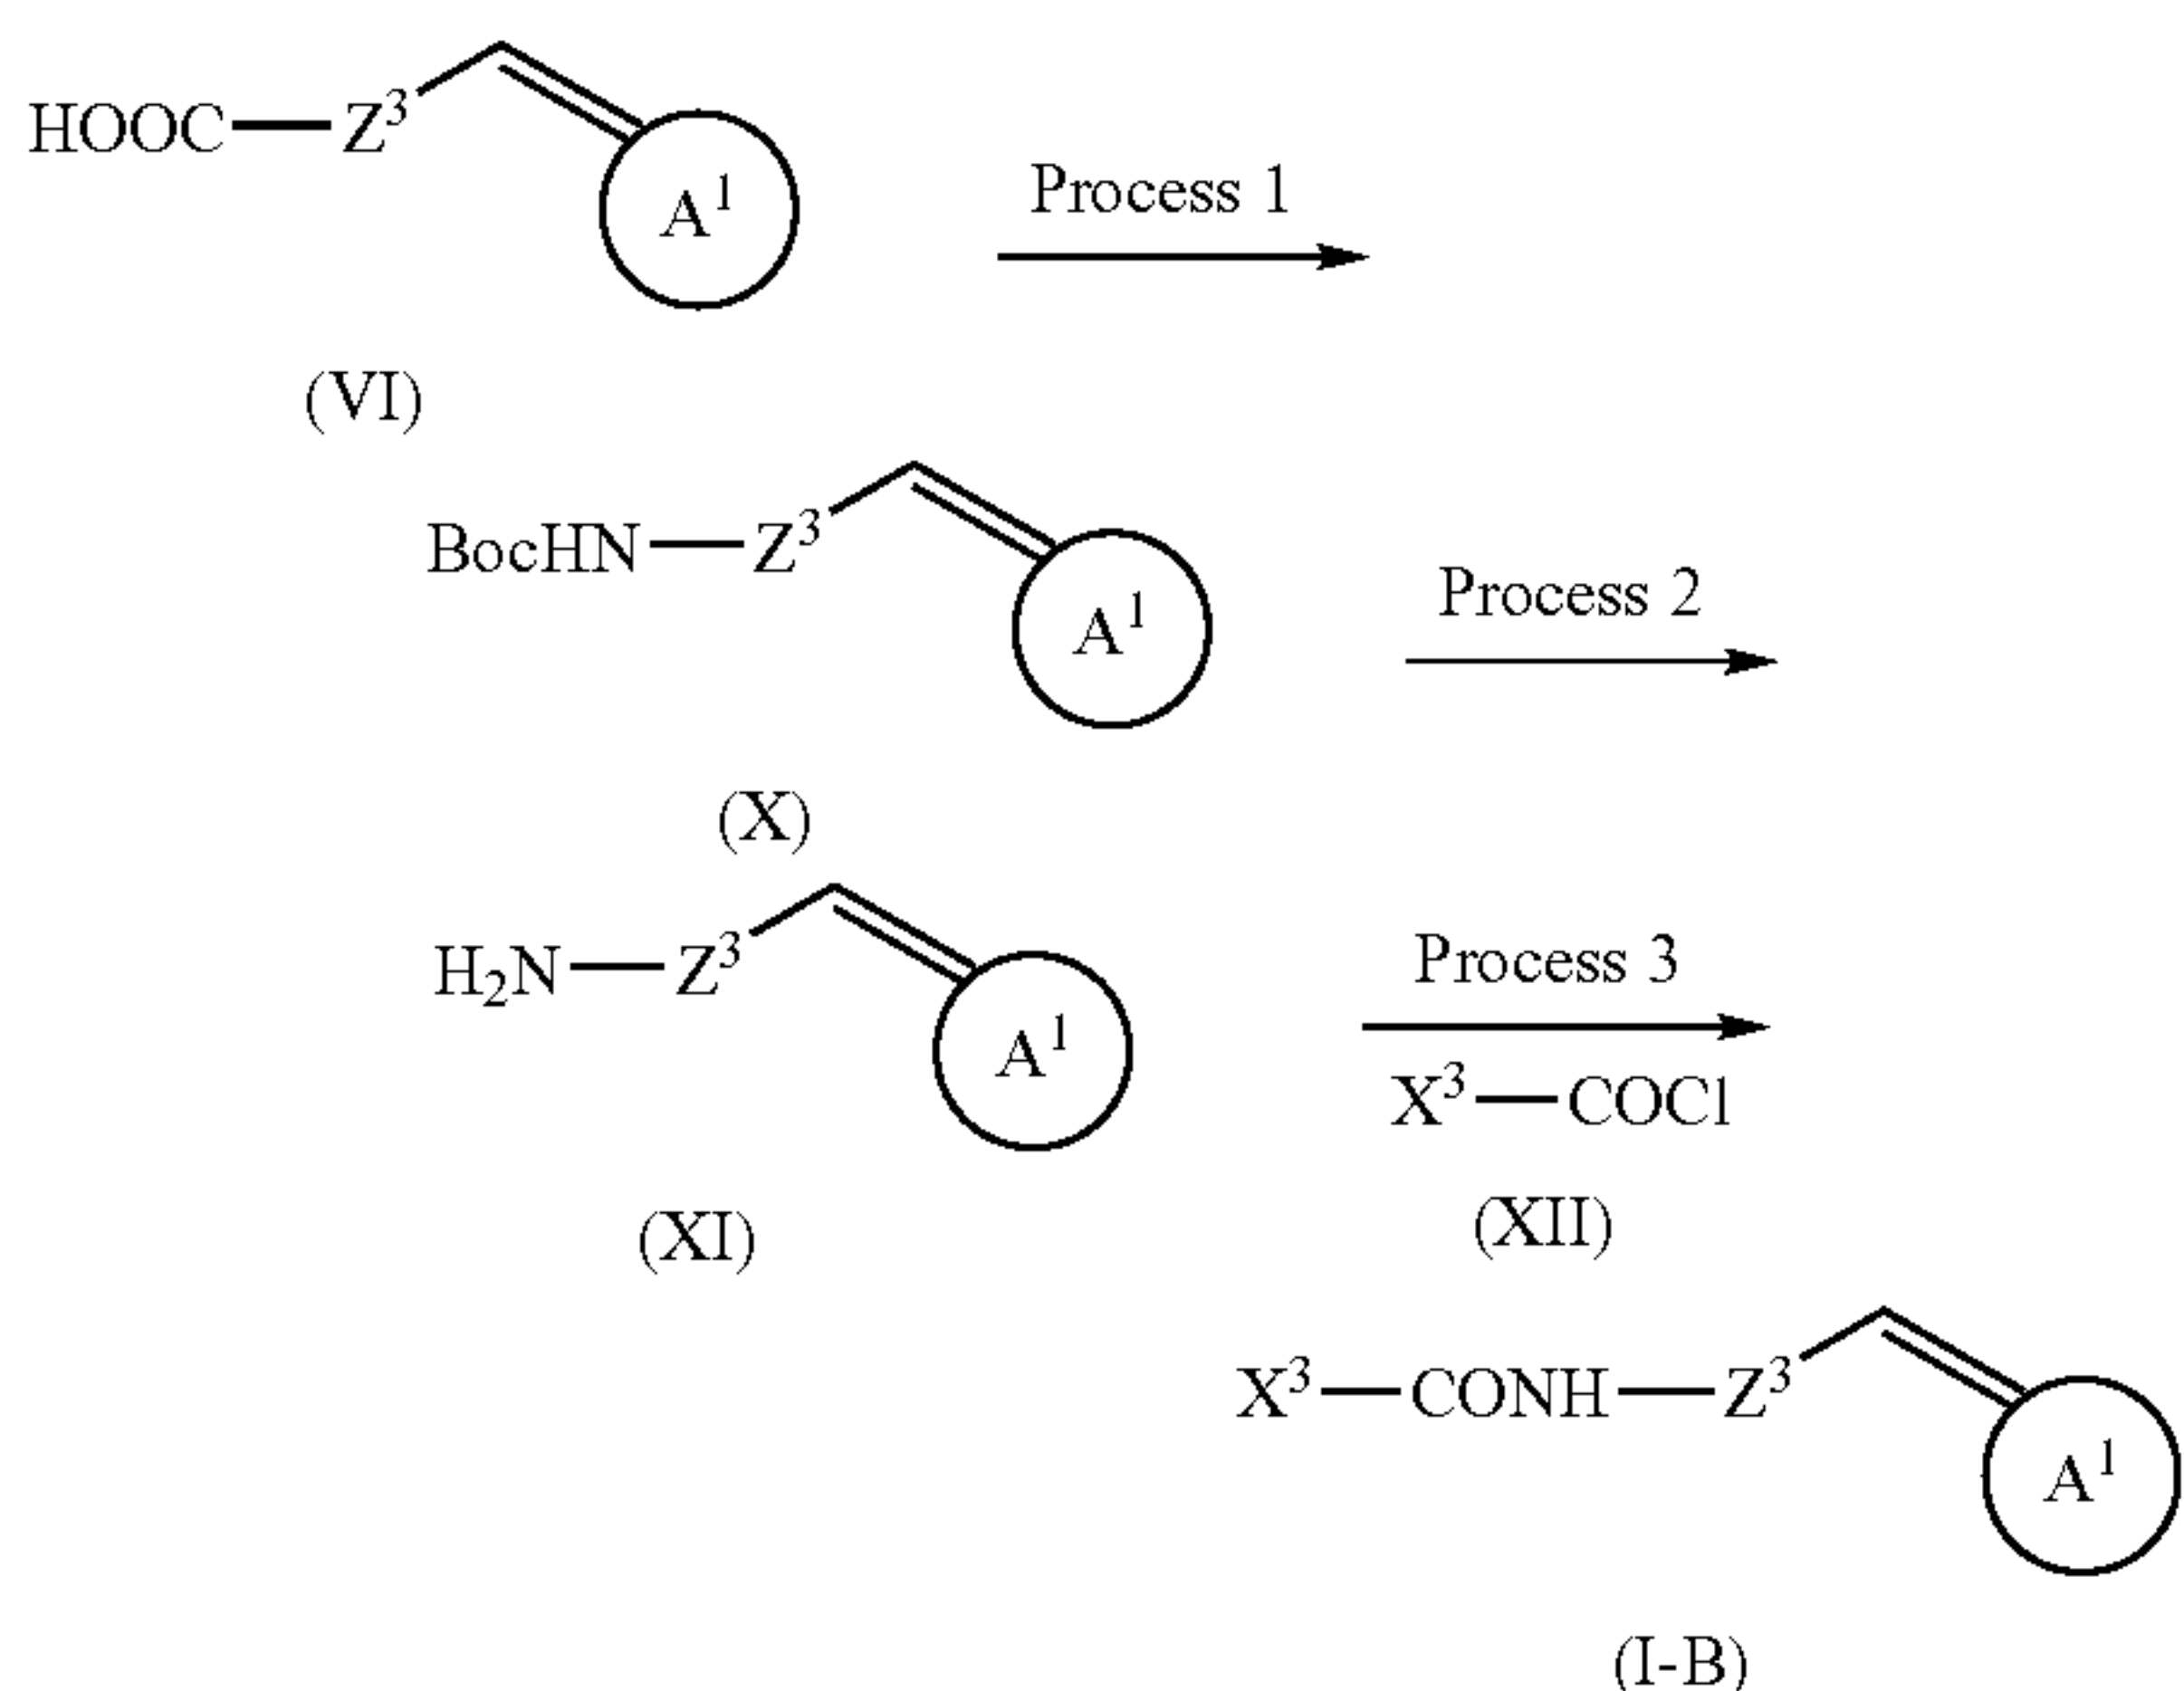 HOOC—Z³
A¹
Process 1
(VI)
BocHN—Z³
A¹
Process 2
(X)
H₂N—Z³
A¹
Process 3
X³—COCl
(XI)
(XII)
X³—CONH—Z³
A¹
(I-B)